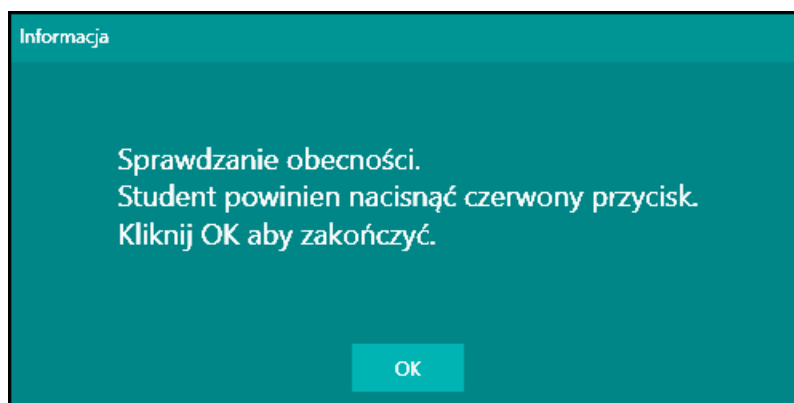 Informacja
Sprawdzanie obecności.
Student powinien nacisnąć czerwony przycisk.
Kliknij OK aby zakończyć.
OK